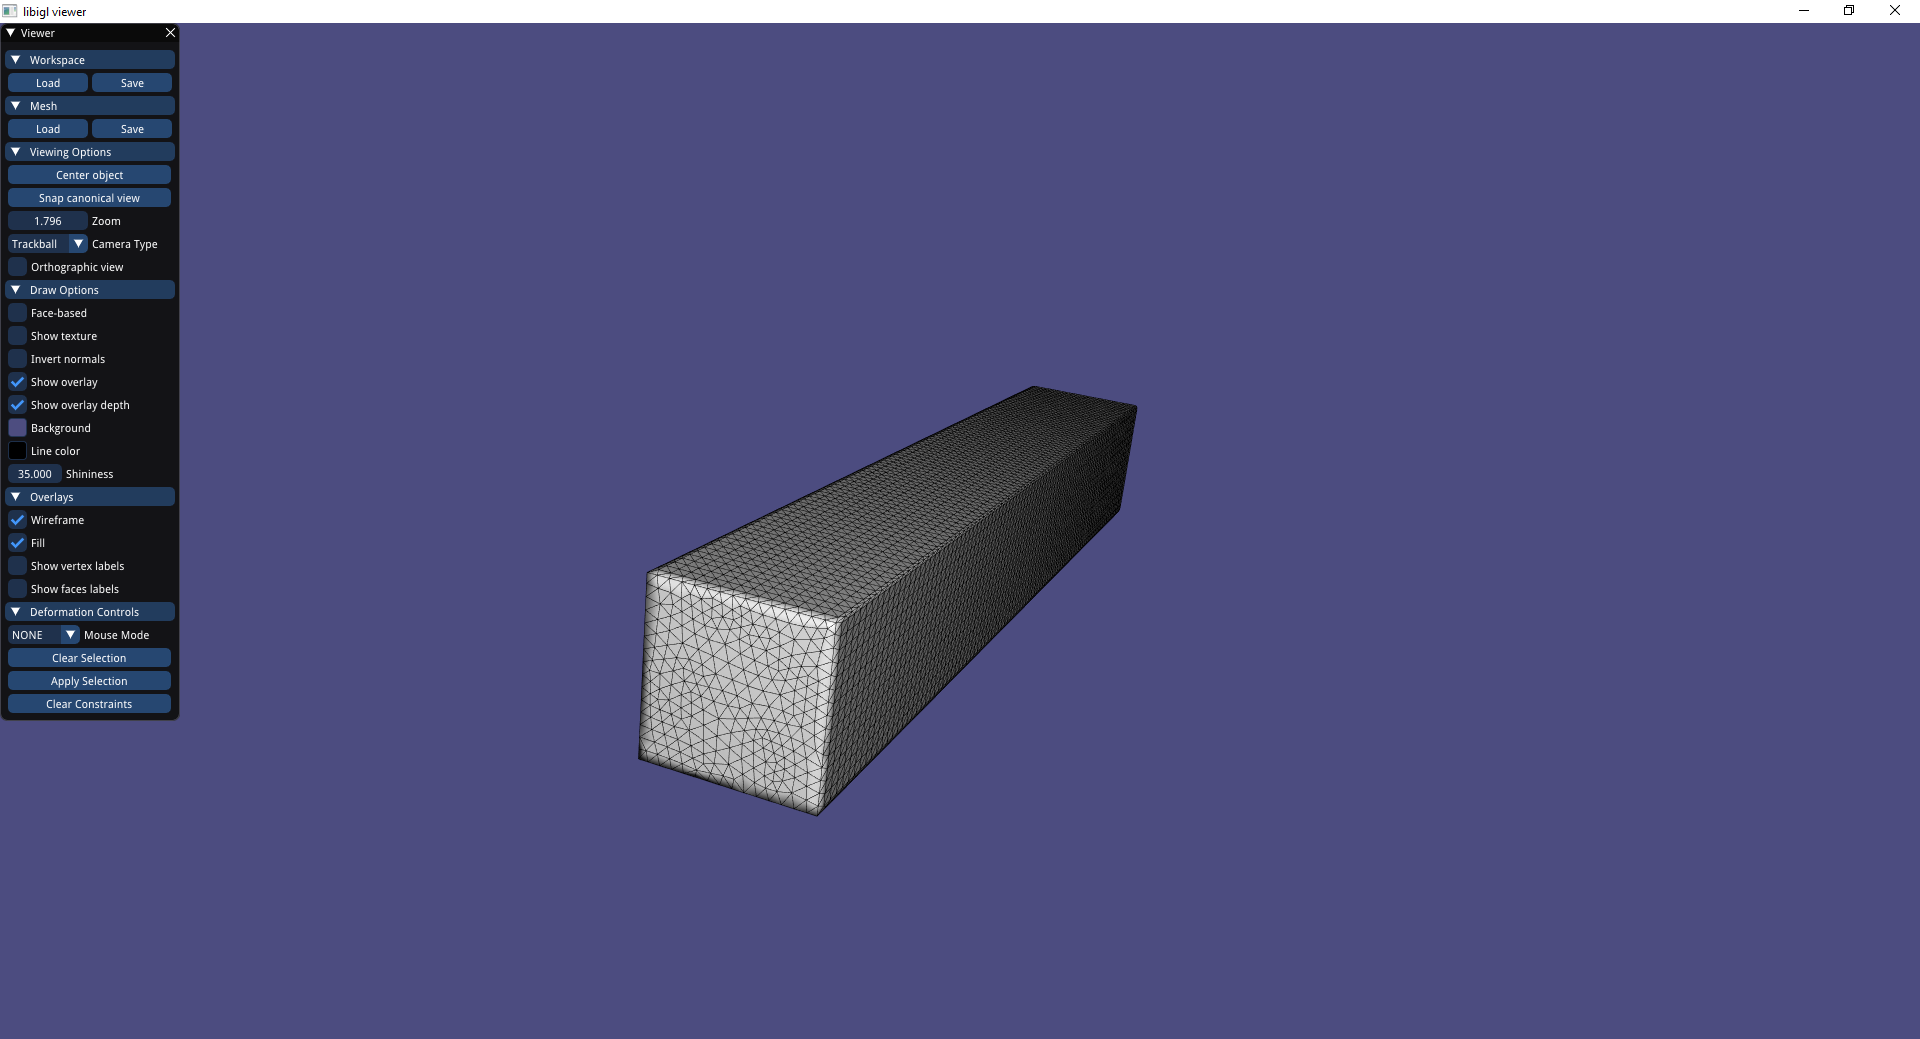 libigl viewer
Viewer
Workspace
Load Save
Mesh
Load Save
Viewing Options
Center object
Snap canonical view
1.796 Zoom
Trackball Camera Type
Orthographic view
Draw Options
Face-based
Show texture
Invert normals
Show overlay
Show overlay depth
Background
Line color
35.000 Shininess
Overlays
Wireframe
Fill
Show vertex labels
Show faces labels
Deformation Controls
NONE Mouse Mode
Clear Selection
Apply Selection
Clear Constraints